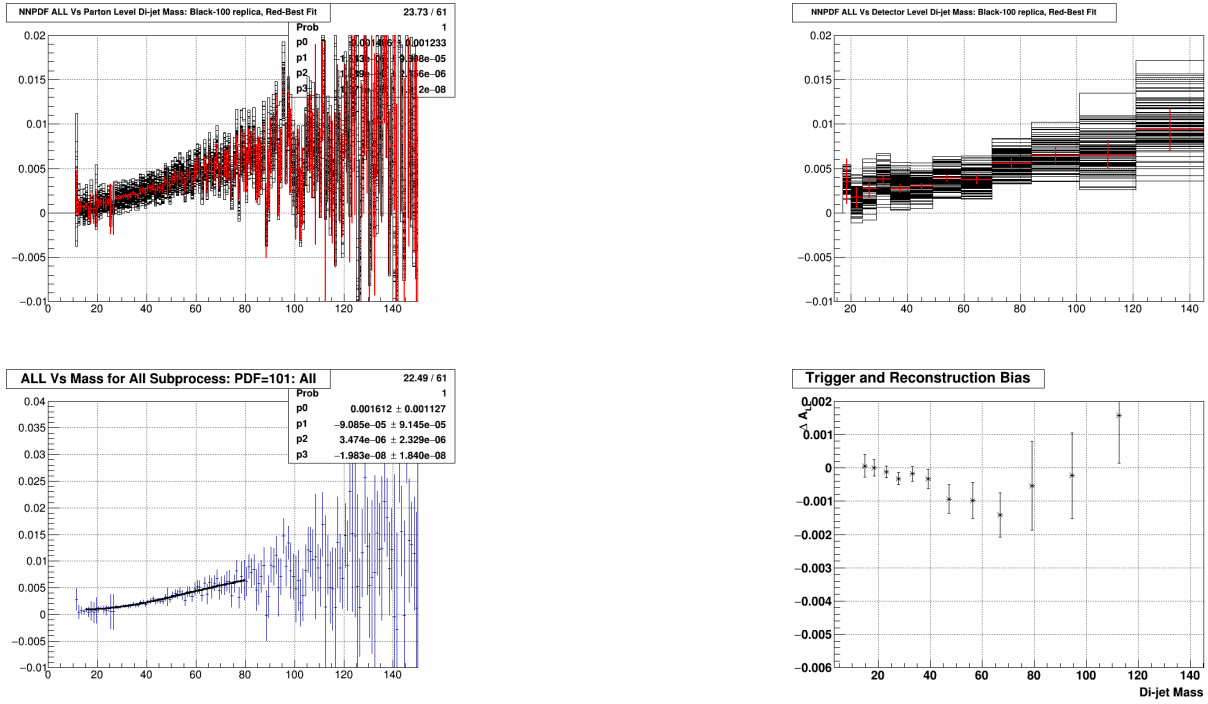 NNPDF ALL Vs Parton Level Di-jet Mass: Black-100 replica, Red-Best Fit
23.73 / 61
Prob 1
p0 ± 0.001233
p1
p2
p3
0.02
0.015
0.01
0.005
0
−0.005
−0.01
0 20 40 60 80 100 120 140
NNPDF ALL Vs Detector Level Di-jet Mass: Black-100 replica, Red-Best Fit
0.02
0.015
0.01
0.005
0
−0.005
−0.01
20 40 60 80 100 120 140
ALL Vs Mass for All Subprocess: PDF=101: All
22.49 / 61
Prob 1
p0 0.001612 ± 0.001127
p1 −9.085e−05 ± 9.145e−05
p2 3.474e−06 ± 2.329e−06
p3 −1.983e−08 ± 1.840e−08
0.04
0.035
0.03
0.025
0.02
0.015
0.01
0.005
0
−0.005
−0.01
0 20 40 60 80 100 120 140
Trigger and Reconstruction Bias
Δ A
0.002
0.001
0
−0.001
−0.002
−0.003
−0.004
−0.005
−0.006
20 40 60 80 100 120 140
Di-jet Mass